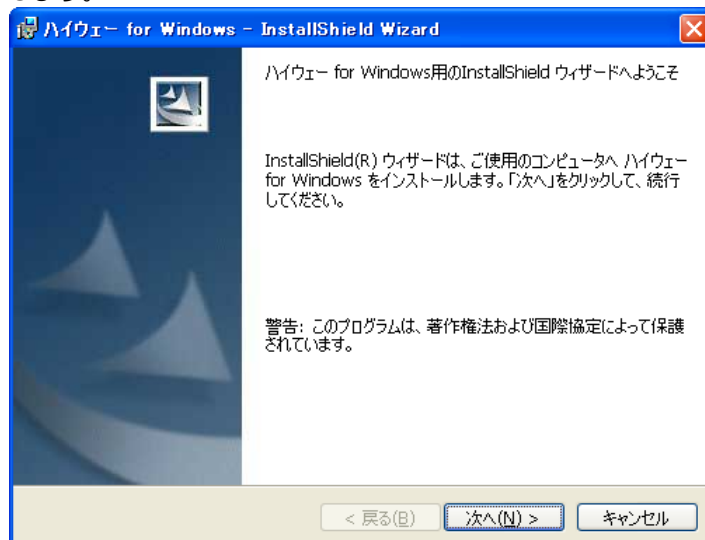 ハイウェー for Windows - InstallShield Wizard
ハイウェー for Windows用のInstallShield ウィザードへようこそ
InstallShield(R) ウィザードは、ご使用のコンピュータへ ハイウェー
for Windows をインストールします。「次へ」をクリックして、続行
してください。
警告: このプログラムは、著作権法および国際協定によって保護
されています。
< 戻る(B)
次へ(N) >
キャンセル